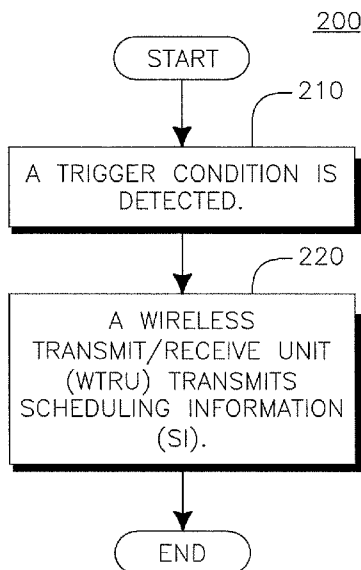 200
START
210
A TRIGGER CONDITION IS
DETECTED.
220
A WIRELESS
TRANSMIT/RECEIVE UNIT
(WTRU) TRANSMITS
SCHEDULING INFORMATION
(SI).
END